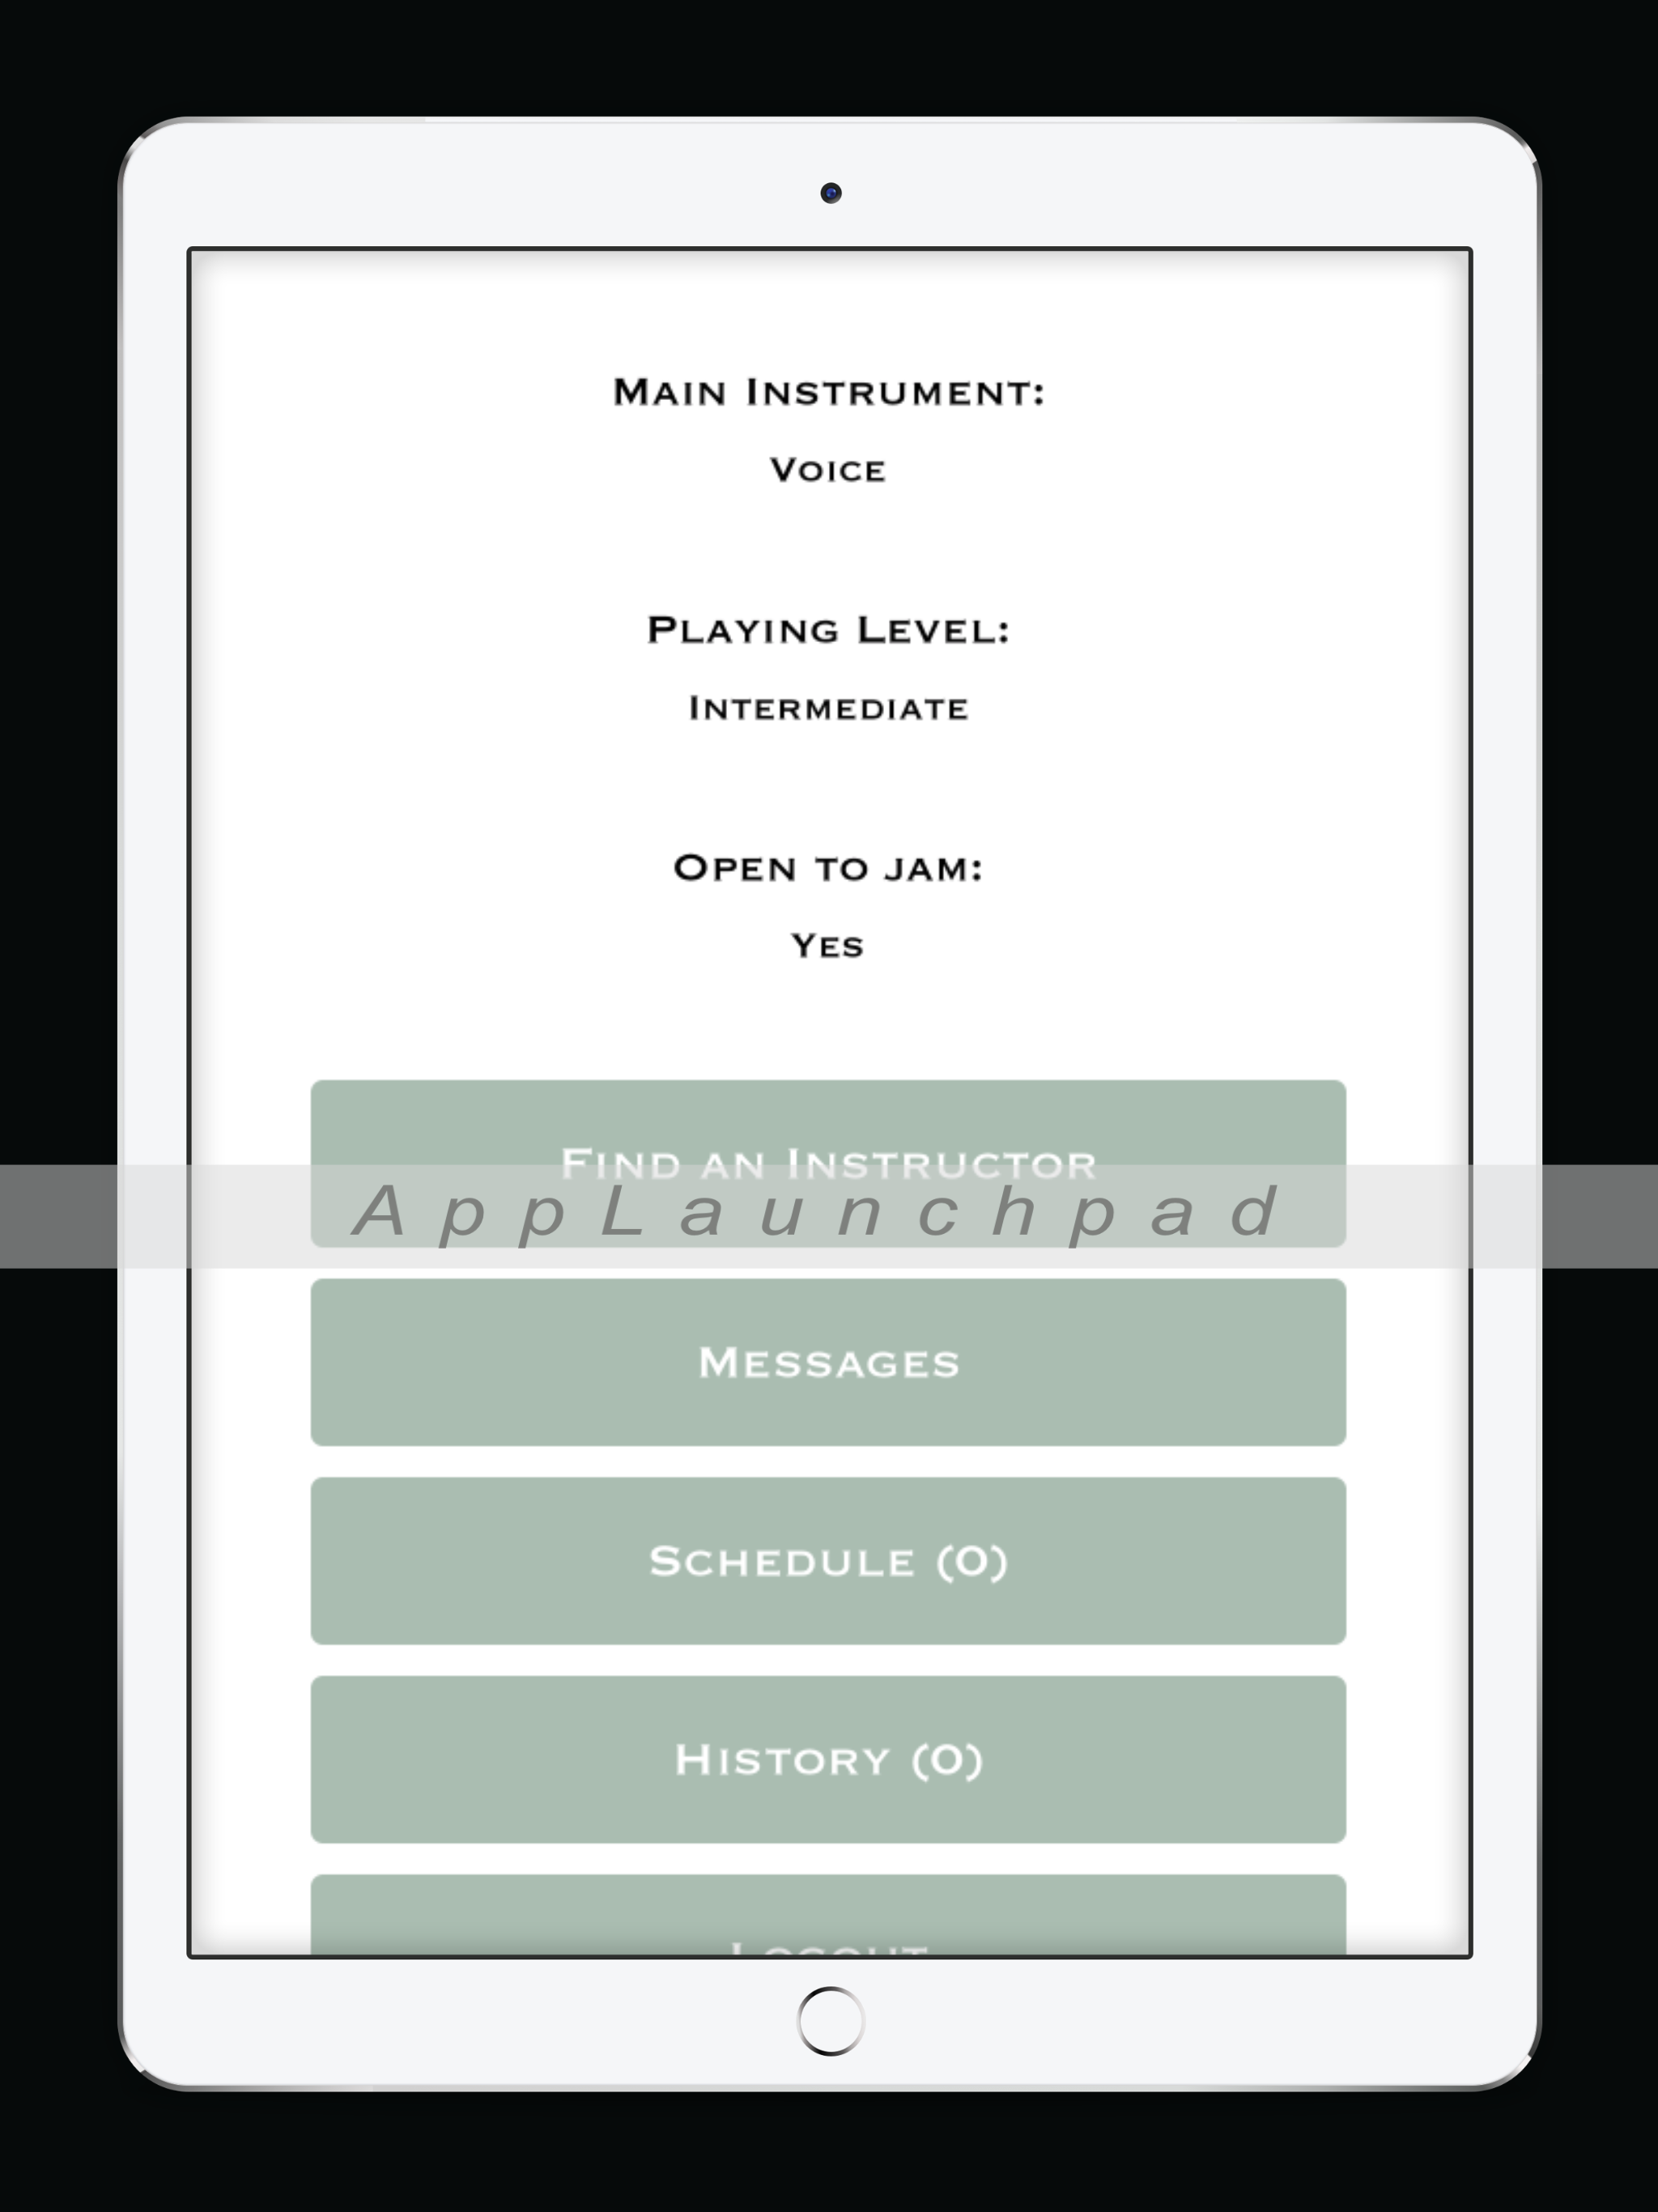 Main Instrument:
Voice
Playing Level:
Intermediate
Open to jam:
Yes
Find an Instructor
AppLaunchpad
Messages
Schedule (0)
History (0)
Logout